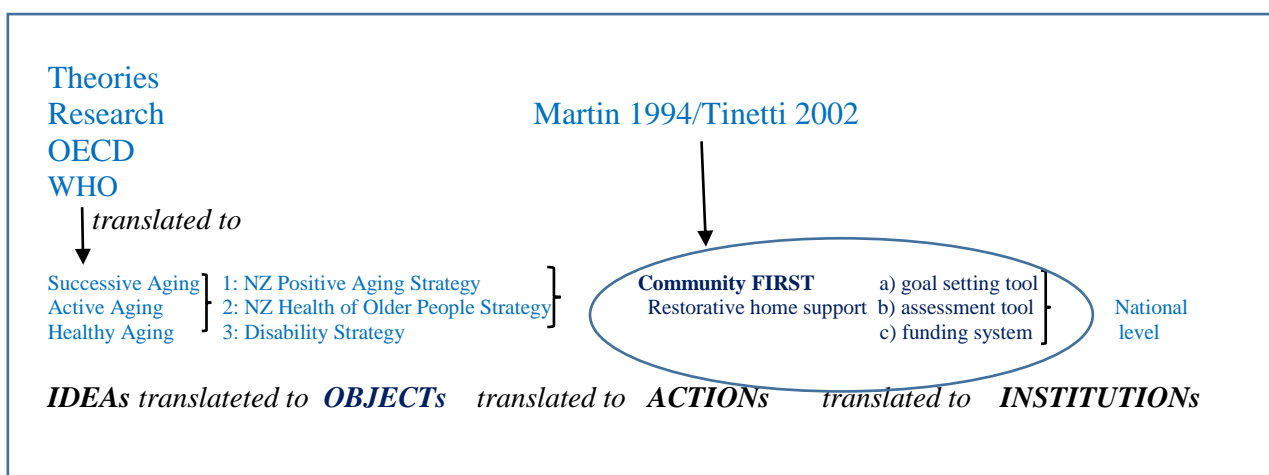 Theories
Research
OECD
WHO
Martin 1994/Tinetti 2002
translated to
Successive Aging
Active Aging
Healthy Aging
1: NZ Positive Aging Strategy
2: NZ Health of Older People Strategy
3: Disability Strategy
Community FIRST
Restorative home support
a) goal setting tool
b) assessment tool
c) funding system
National
level
IDEAs translateted to OBJECTs translated to ACTIONs translated to INSTITUTIONs